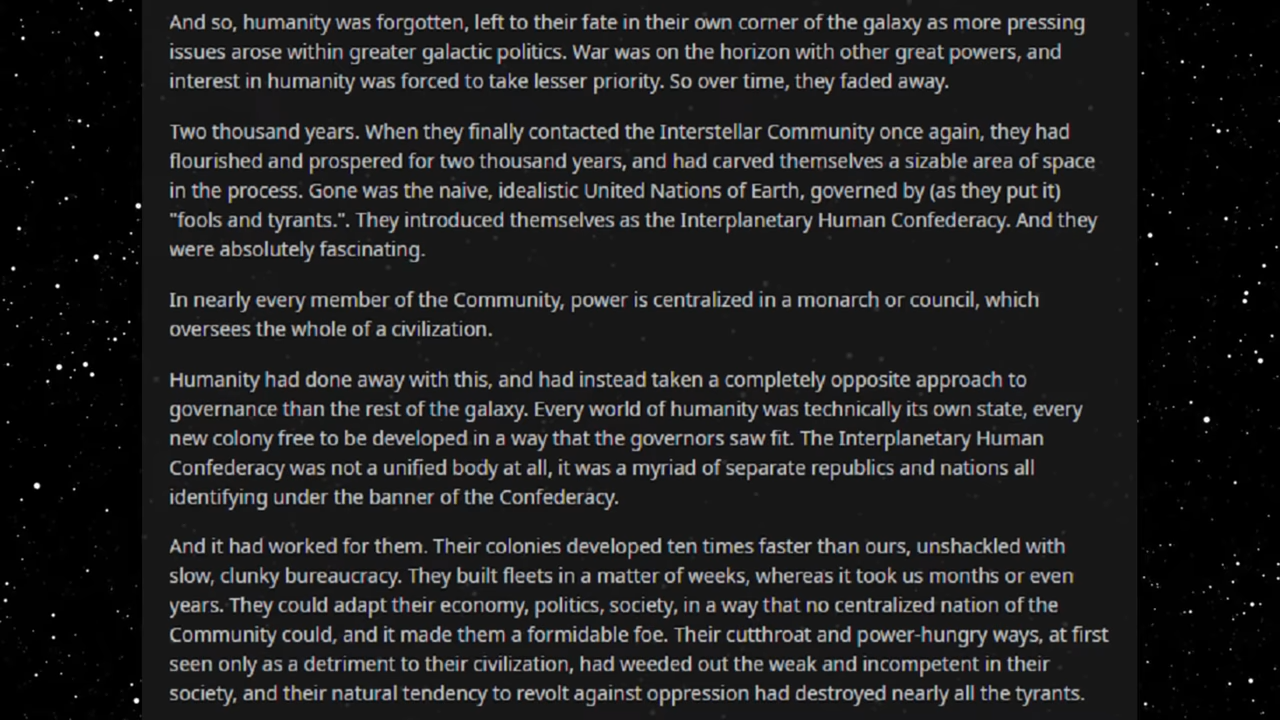 And so, humanity was forgotten, left to their fate in their own corner of the galaxy as more pressing
issues arose within greater galactic politics. War was on the horizon with other great powers, and
interest in humanity was forced to take lesser priority. So over time, they faded away.
Two thousand years. When they finally contacted the Interstellar Community once again, they had
flourished and prospered for two thousand years, and had carved themselves a sizable area of space
in the process. Gone was the naive, idealistic United Nations of Earth, governed by (as they put it)
"fools and tyrants.". They introduced themselves as the Interplanetary Human Confederacy. And they
were absolutely fascinating.
In nearly every member of the Community, power is centralized in a monarch or council, which
oversees the whole of a civilization.
Humanity had done away with this, and had instead taken a completely opposite approach to
governance than the rest of the galaxy. Every world of humanity was technically its own state, every
new colony free to be developed in a way that the governors saw fit. The Interplanetary Human
Confederacy was not a unified body at all, it was a myriad of separate republics and nations all
identifying under the banner of the Confederacy.
And it had worked for them. Their colonies developed ten times faster than ours, unshackled with
slow, clunky bureaucracy. They built fleets in a matter of weeks, whereas it took us months or even
years. They could adapt their economy, politics, society, in a way that no centralized nation of the
Community could, and it made them a formidable foe. Their cutthroat and power-hungry ways, at first
seen only as a detriment to their civilization, had weeded out the weak and incompetent in their
society, and their natural tendency to revolt against oppression had destroyed nearly all the tyrants.